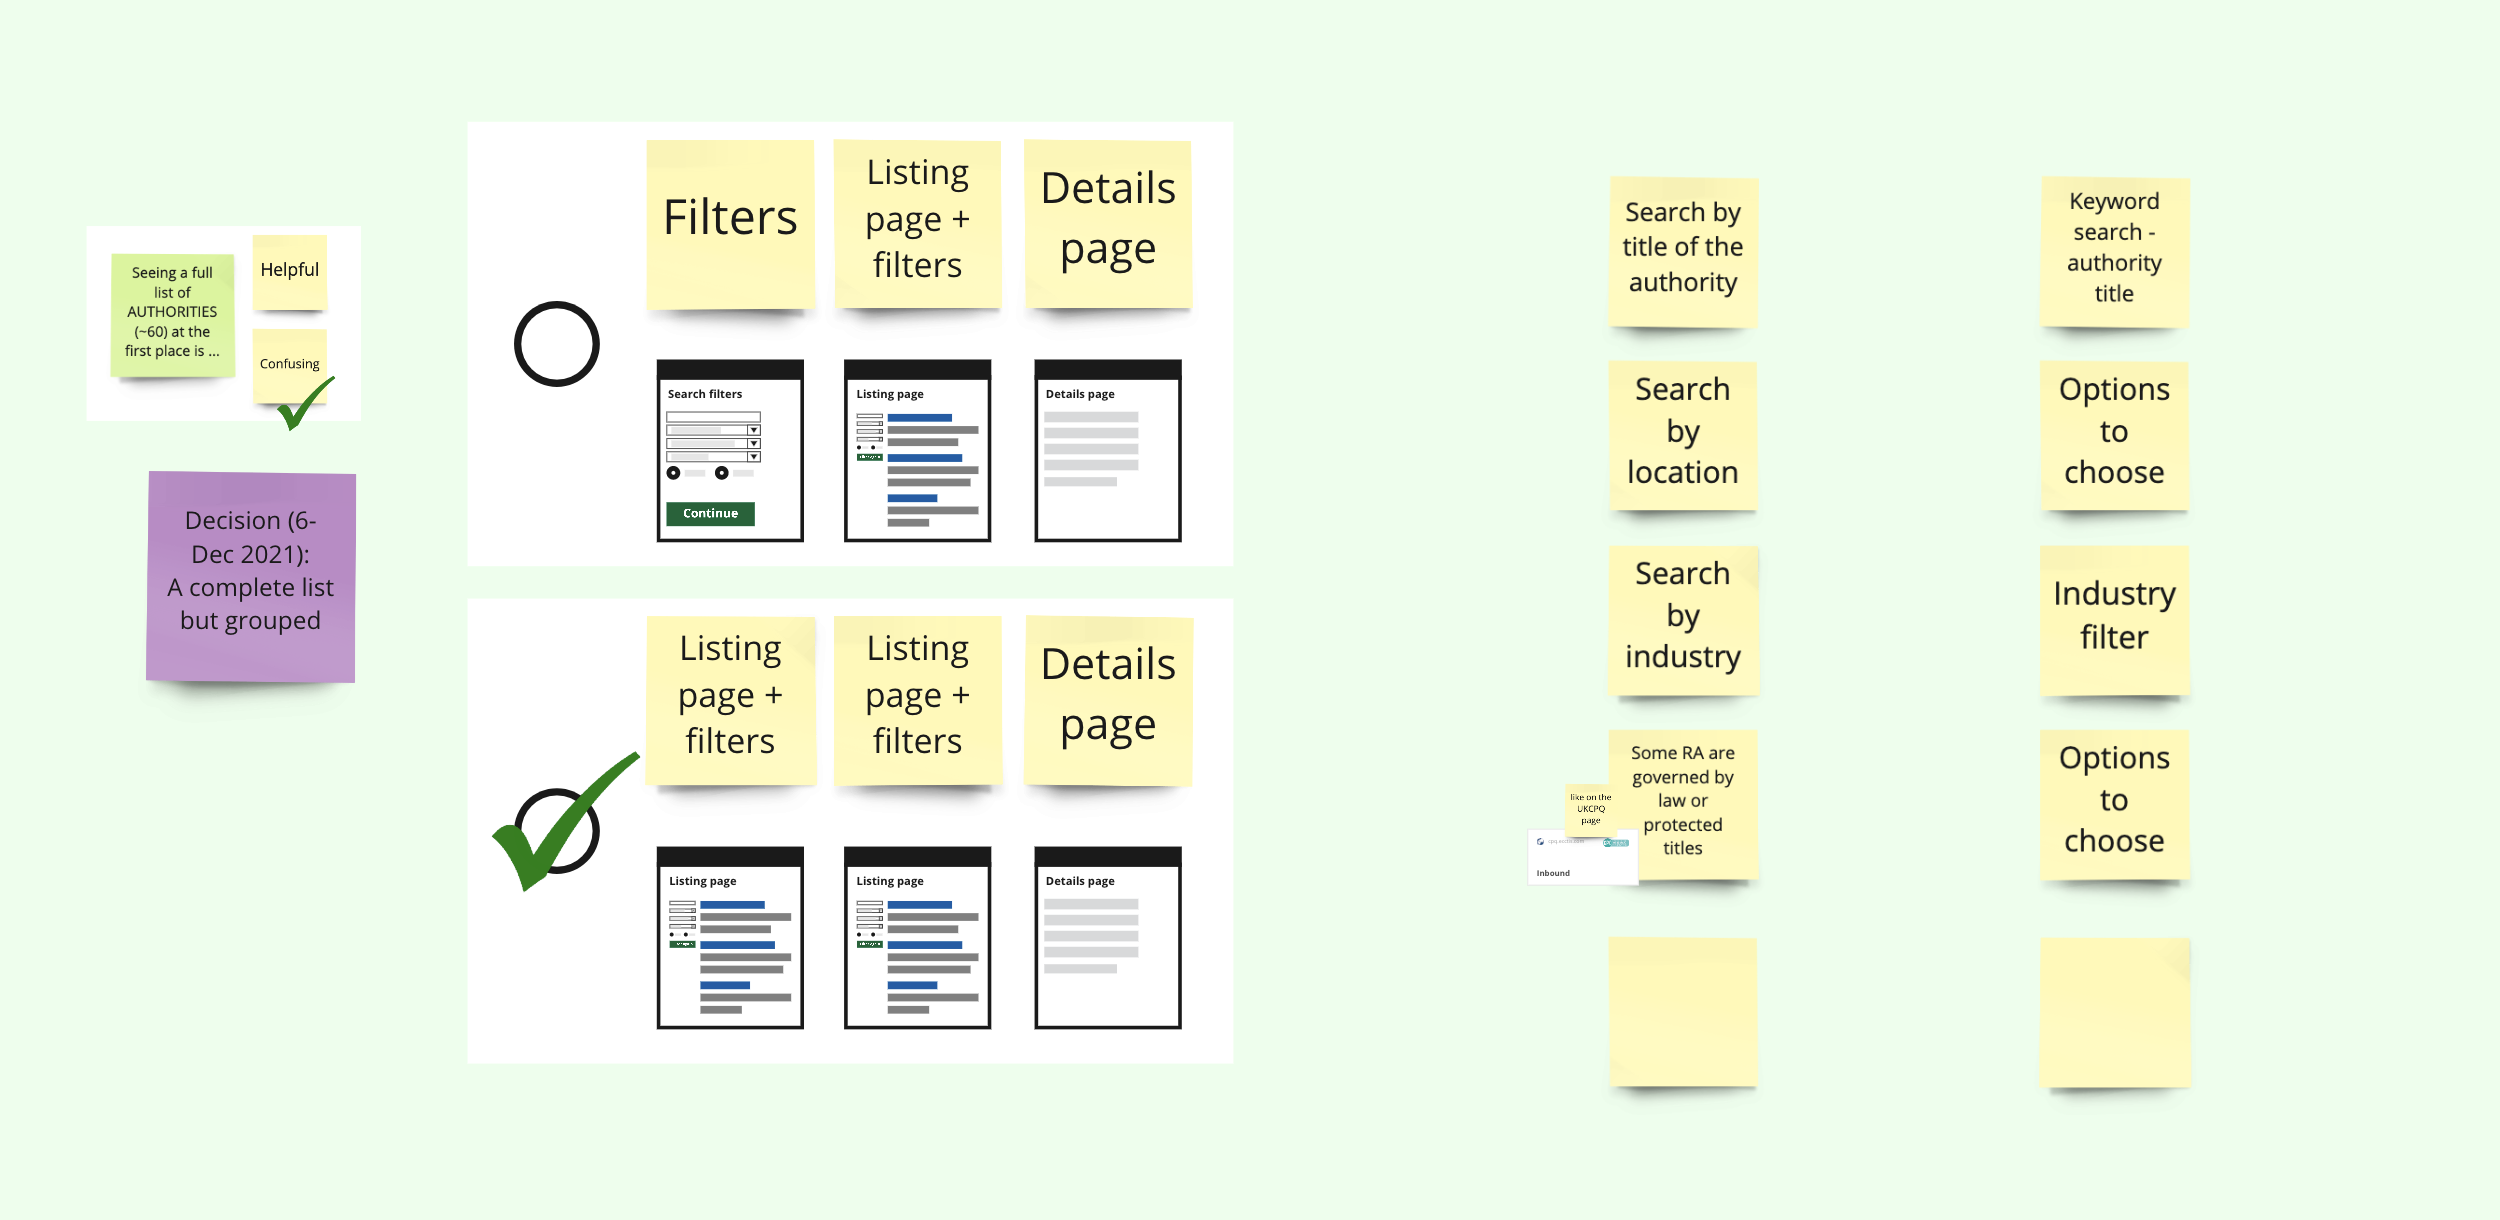 Seeing a full
list of
AUTHORITIES
(~60) at the
first place is ...
Helpful
Confusing
Decision (6-
Dec 2021):
A complete list
but grouped
Filters
Listing
page +
filters
Details
page
Search filters
Continue
Listing page
Details page
Listing
page +
filters
Listing
page +
filters
Details
page
Listing page
Listing page
Details page
Search by
title of the
authority
Keyword
search -
authority
title
Search
by
location
Options
to
choose
Search
by
industry
Industry
filter
Some RA are
governed by
law or
protected
titles
like on the
UKCPQ
page
Inbound
Options
to
choose